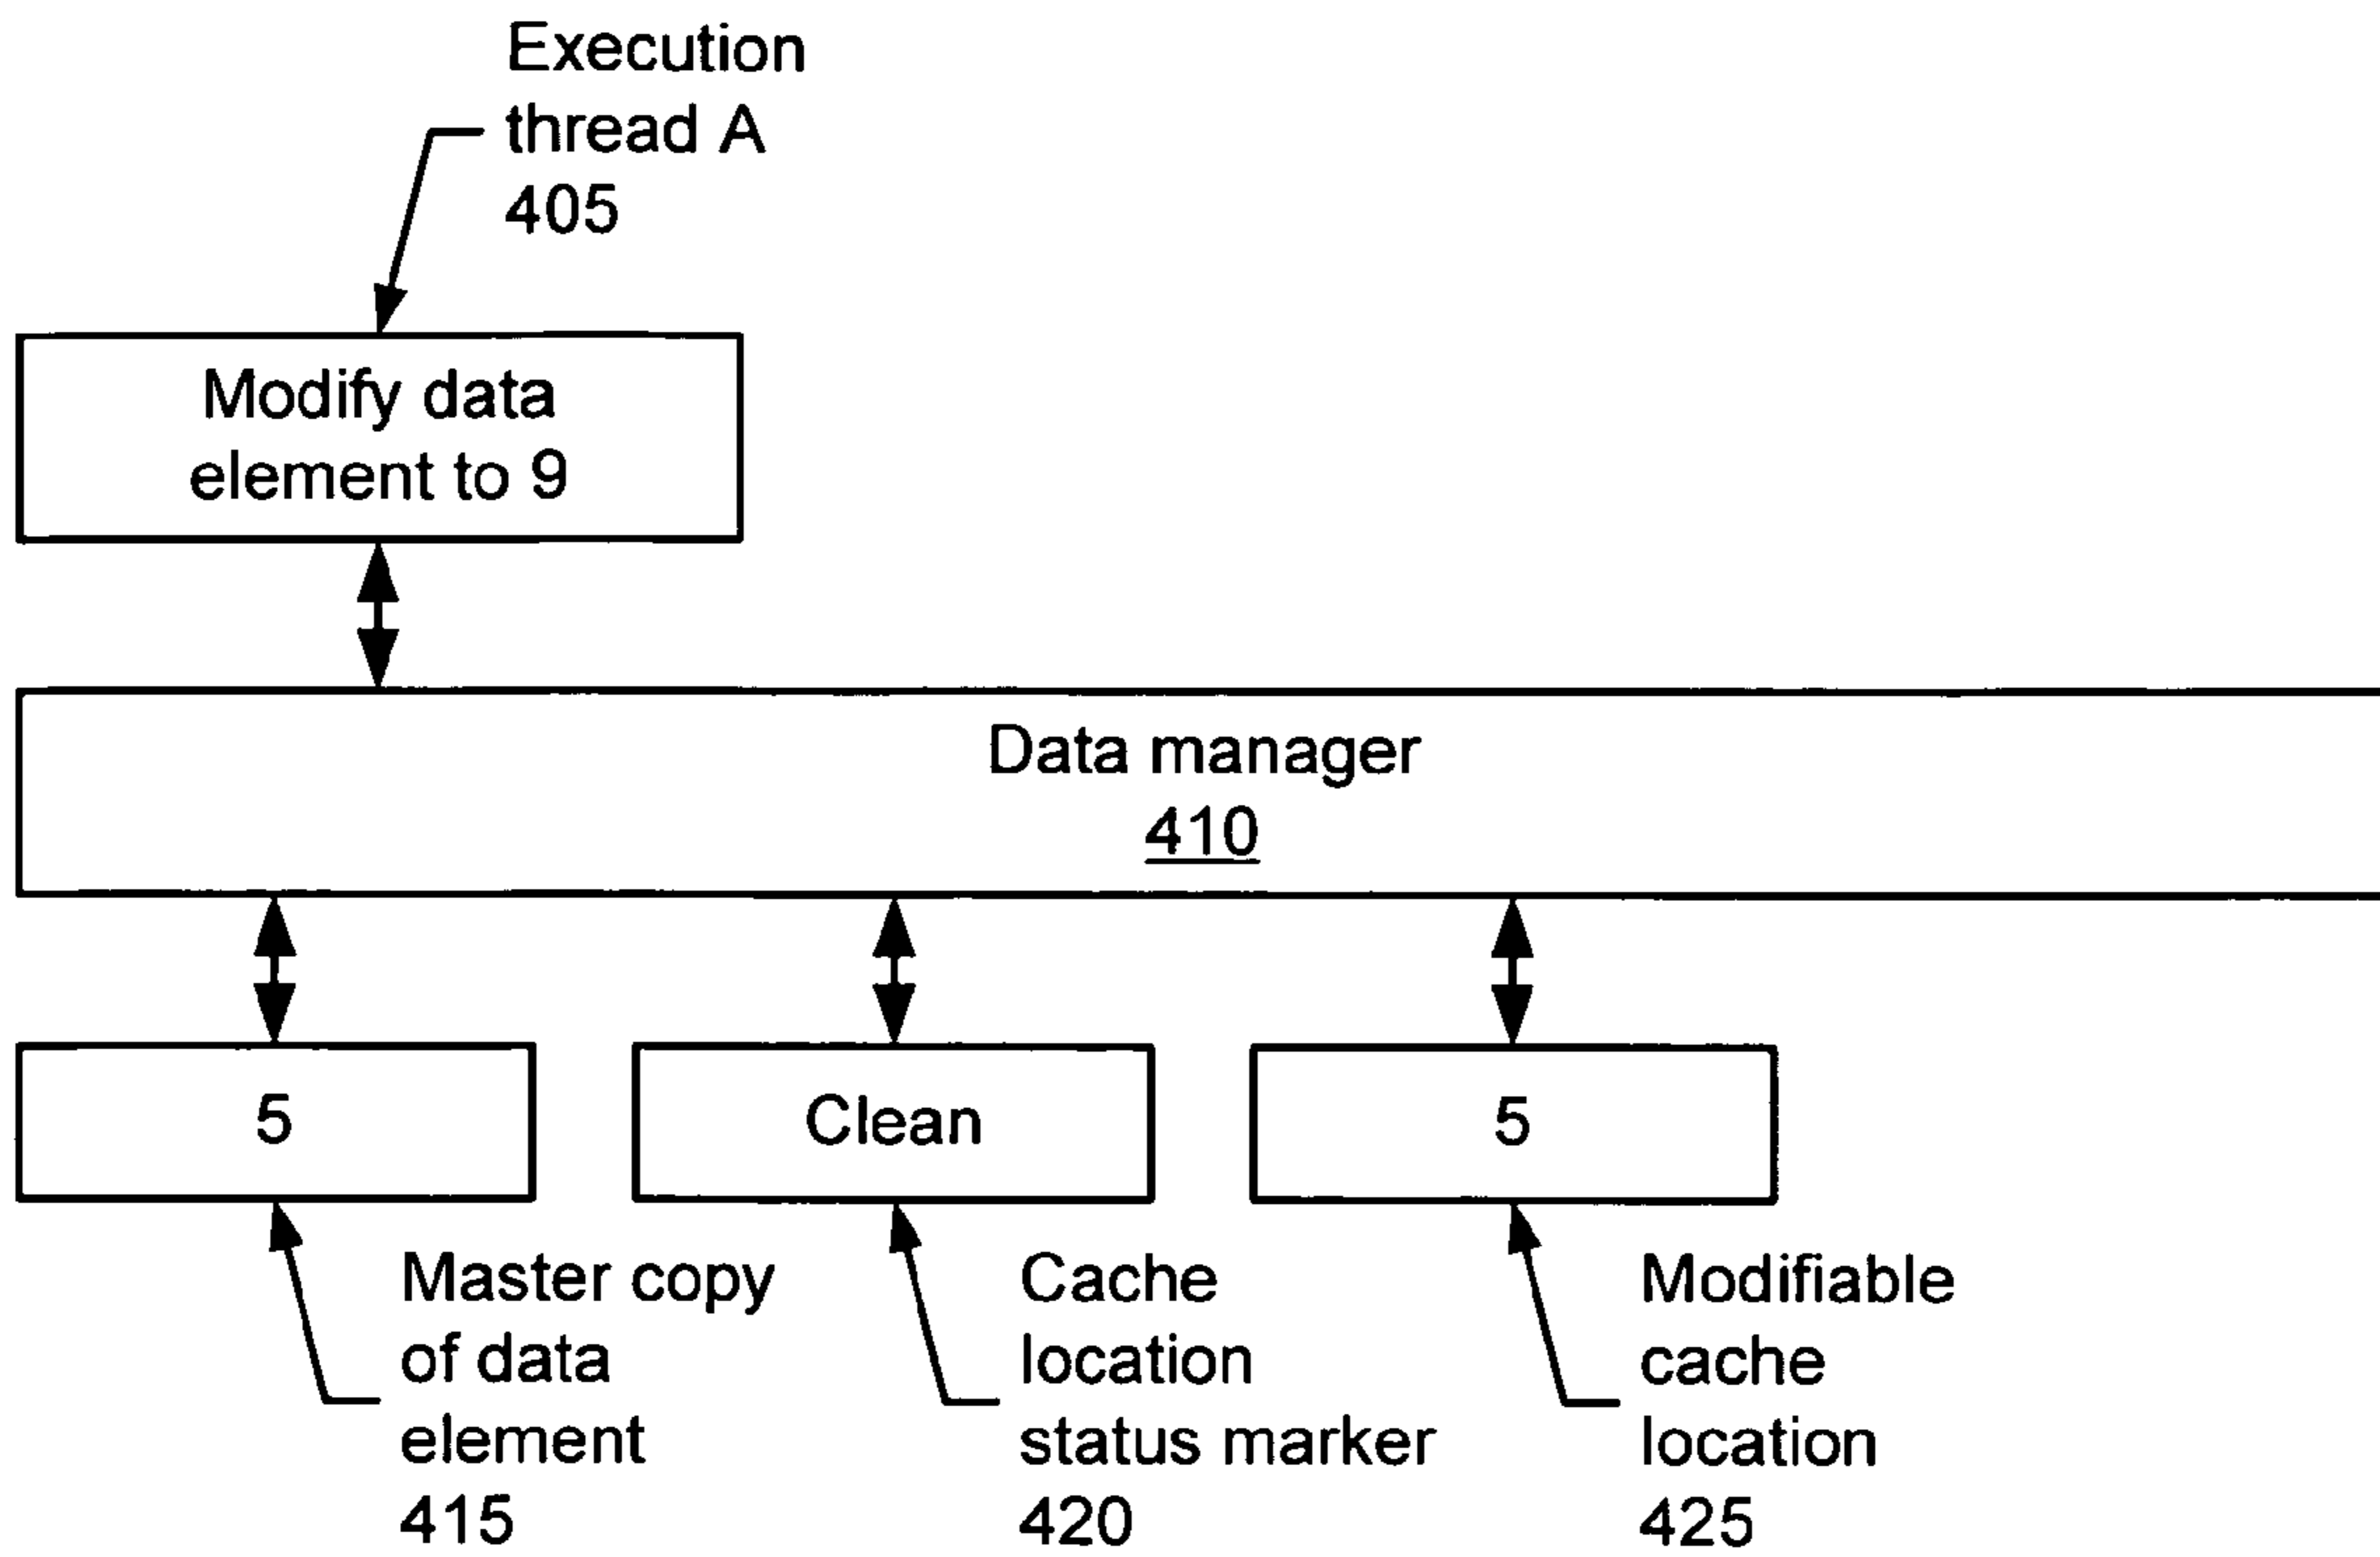 Execution
thread A
405
Modify data
element to 9
Data manager
410
5
Clean
5
Master copy
of data
element
415
Cache
location
status marker
420
Modifiable
cache
location
425